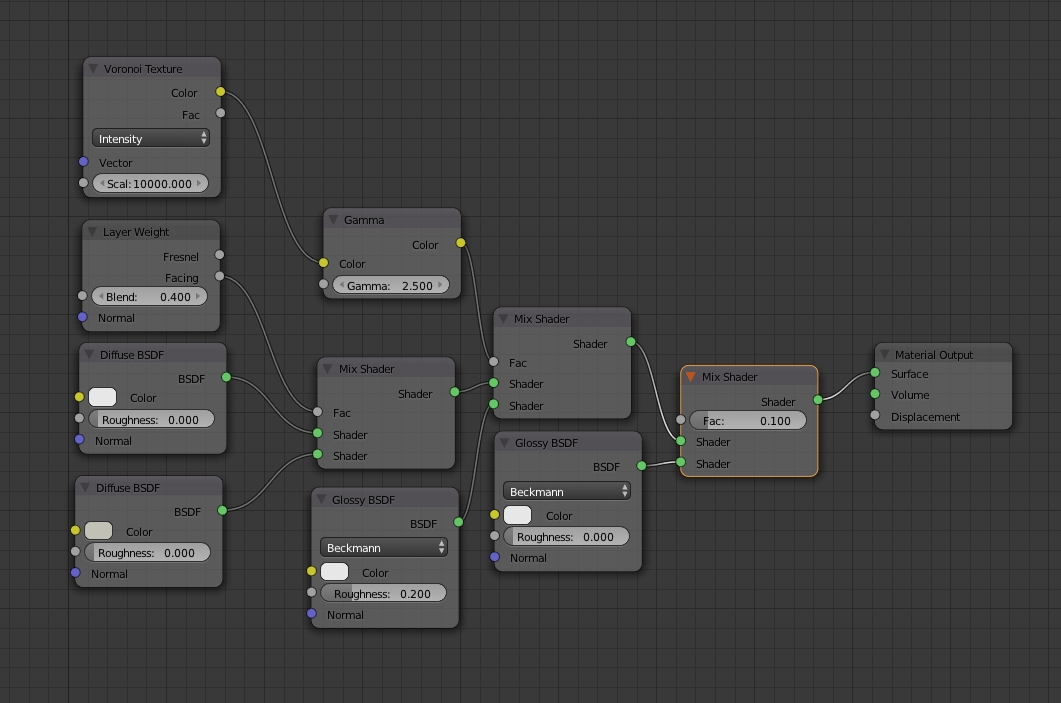 Voronoi Texture
Color
Fac
Intensity
Vector
Scal: 10000.000
Layer Weight
Fresnel
Facing
Blend: 0.400
Normal
Diffuse BSDF
BSDF
Color
Roughness: 0.000
Normal
Diffuse BSDF
BSDF
Color
Roughness: 0.000
Normal
Gamma
Color
Color
Gamma: 2.500
Mix Shader
Shader
Fac
Shader
Shader
Glossy BSDF
BSDF
Beckmann
Color
Roughness: 0.200
Normal
Mix Shader
Shader
Fac
Shader
Shader
Glossy BSDF
BSDF
Beckmann
Color
Roughness: 0.000
Normal
Mix Shader
Shader
Fac: 0.100
Shader
Shader
Material Output
Surface
Volume
Displacement